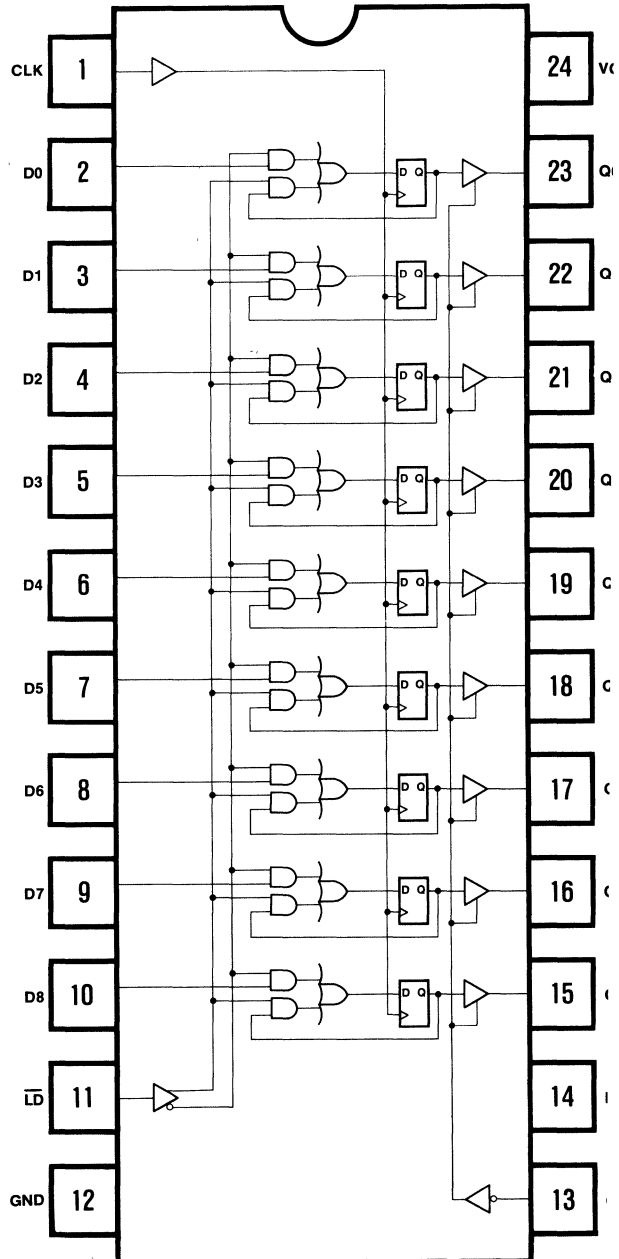 CLK 1 24
D0 2 D Q 23
D1 3 D Q 22 Q
D2 4 D Q 21 Q
D3 5 D Q 20 Q
D4 6 D Q 19
D5 7 D Q 18
D6 8 D Q 17
D7 9 D Q 16
D8 10 D Q 15
LD 11 14
GND 12 13